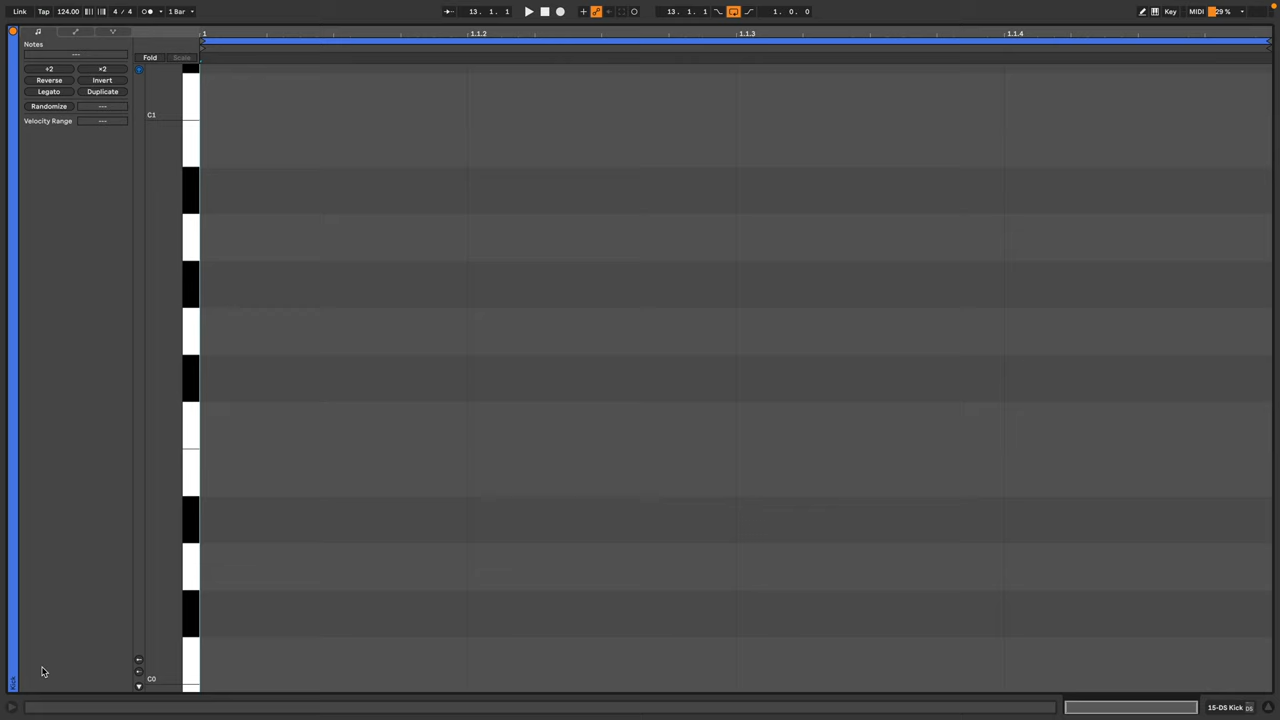 Link Tap 124.00 4 / 4 1 Bar 13. 1. 1 13. 1. 1 1. 0. 0 Key MIDI 29 %
1 1.1.2 1.1.3 1.1.4
Notes
---
Fold Scale
÷2 ×2
Reverse Invert
Legato Duplicate
Randomize ---
Velocity Range ---
C1
C0
Kick
15-DS Kick DS